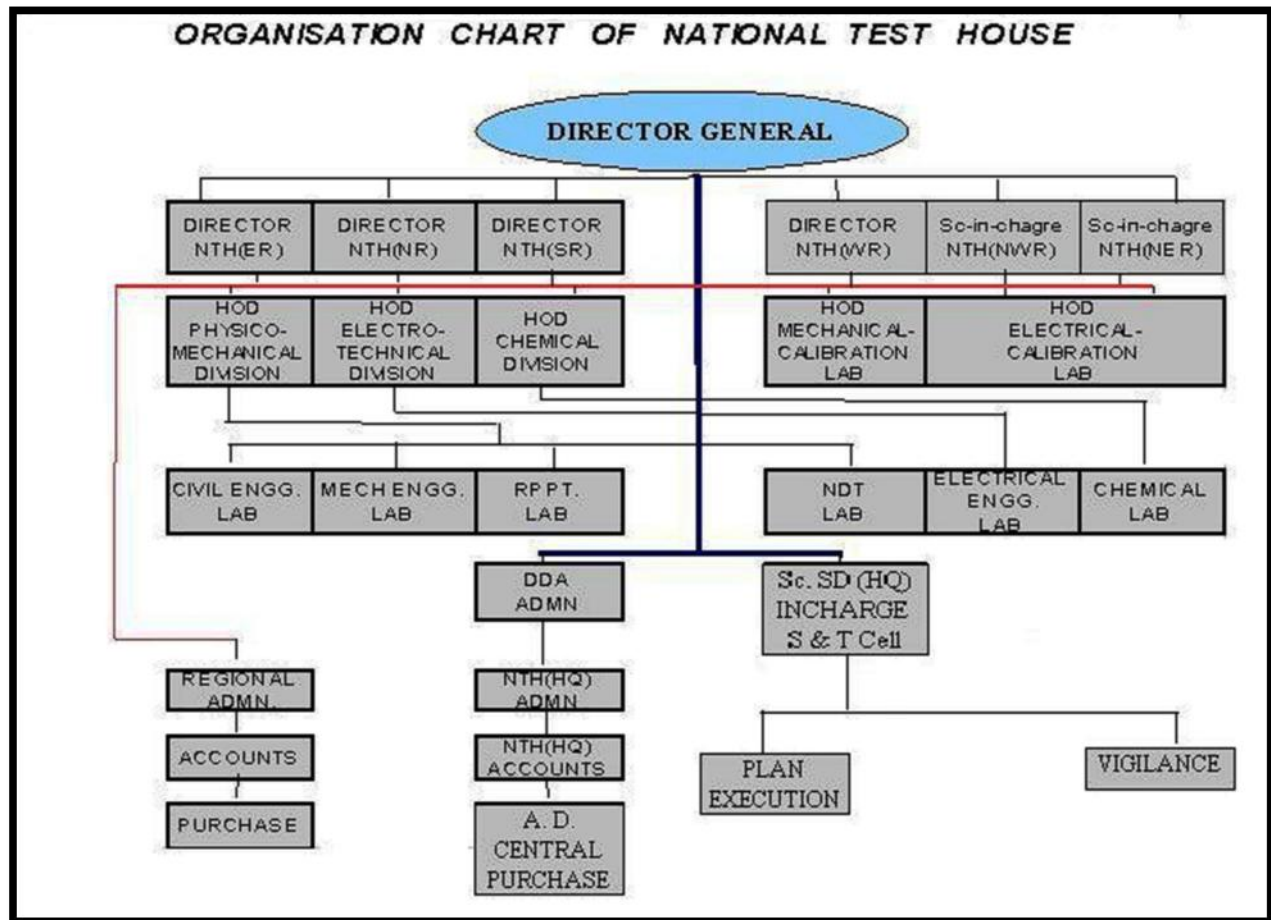 ORGANISATION CHART OF NATIONAL TEST HOUSE
DIRECTOR GENERAL
DIRECTOR
NTH(ER)
DIRECTOR
NTH(NR)
DIRECTOR
NTH(SR)
DIRECTOR
NTH(WR)
Sc-in-chagre
NTH(NWR)
Sc-in-chagre
NTH(NER)
HOD
PHYSICO-
MECHANICAL
DIVISION
HOD
ELECTRO-
TECHNICAL
DIVISION
HOD
CHEMICAL
DIVISION
HOD
MECHANICAL-
CALIBRATION
LAB
HOD
ELECTRICAL-
CALIBRATION
LAB
CIVIL ENGG.
LAB
MECH ENGG.
LAB
RPPT.
LAB
NDT
LAB
ELECTRICAL
ENGG.
LAB
CHEMICAL
LAB
DDA
ADMN
Sc. SD (HQ)
INCHARGE
S & T Cell
REGIONAL
ADMN.
NTH(HQ)
ADMN
ACCOUNTS
NTH(HQ)
ACCOUNTS
PLAN
EXECUTION
VIGILANCE
PURCHASE
A. D.
CENTRAL
PURCHASE